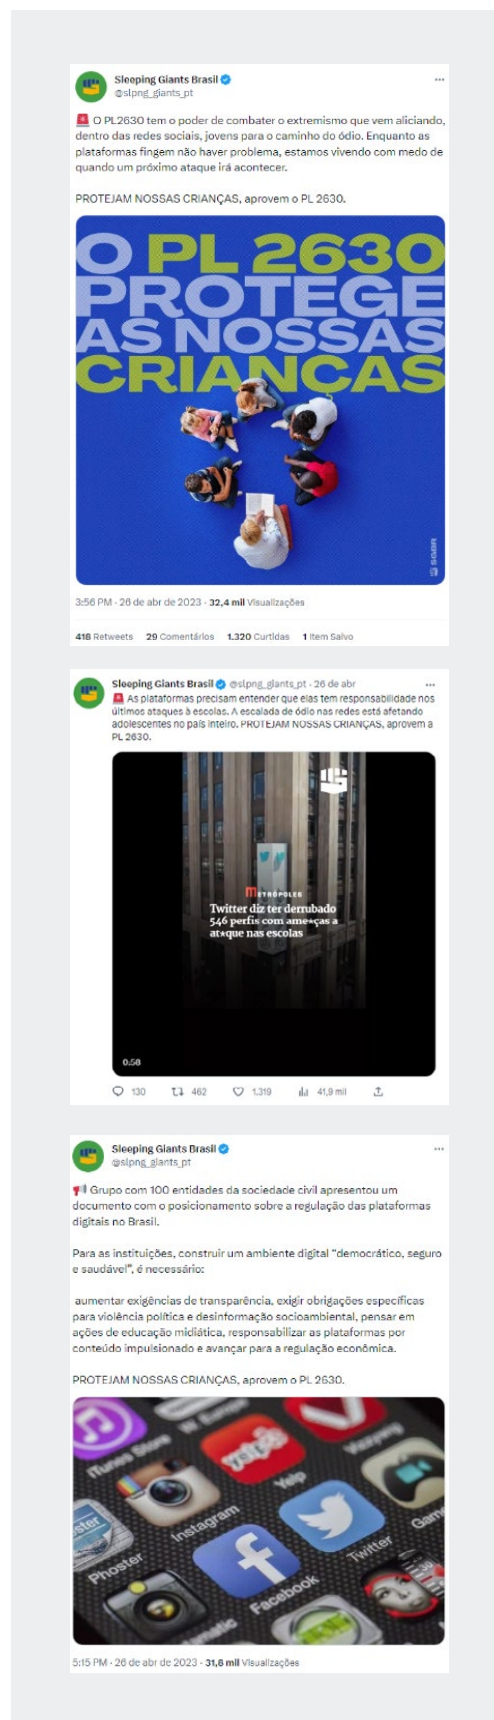 Sleeping Giants Brasil
@slpng_giants_pt
🚨 O PL2630 tem o poder de combater o extremismo que vem aliciando,
dentro das redes sociais, jovens para o caminho do ódio. Enquanto as
plataformas fingem não haver problema, estamos vivendo com medo de
quando um próximo ataque irá acontecer.
PROTEJAM NOSSAS CRIANÇAS, aprovem o PL 2630.
O PL 2630
PROTEGE
AS NOSSAS
CRIANÇAS
SGBR
3:56 PM · 26 de abr de 2023 · 32,4 mil Visualizações
418 Retweets 29 Comentários 1.320 Curtidas 1 Item Salvo
Sleeping Giants Brasil @slpng_giants_pt · 26 de abr
🚨 As plataformas precisam entender que elas tem responsabilidade nos
últimos ataques à escolas. A escalada de ódio nas redes está afetando
adolescentes no país inteiro. PROTEJAM NOSSAS CRIANÇAS, aprovem a
PL 2630.
METRÓPOLES
Twitter diz ter derrubado
546 perfis com ame*ças a
at*que nas escolas
0:58
130 462 1.319 41,9 mil
Sleeping Giants Brasil
@slpng_giants_pt
📢 Grupo com 100 entidades da sociedade civil apresentou um
documento com o posicionamento sobre a regulação das plataformas
digitais no Brasil.
Para as instituições, construir um ambiente digital “democrático, seguro
e saudável”, é necessário:
aumentar exigências de transparência, exigir obrigações específicas
para violência política e desinformação socioambiental, pensar em
ações de educação midiática, responsabilizar as plataformas por
conteúdo impulsionado e avançar para a regulação econômica.
PROTEJAM NOSSAS CRIANÇAS, aprovem o PL 2630.
iTunes Store
Yelp
Instagram
Phoster
Facebook
Twitter
5:15 PM · 26 de abr de 2023 · 31,8 mil Visualizações